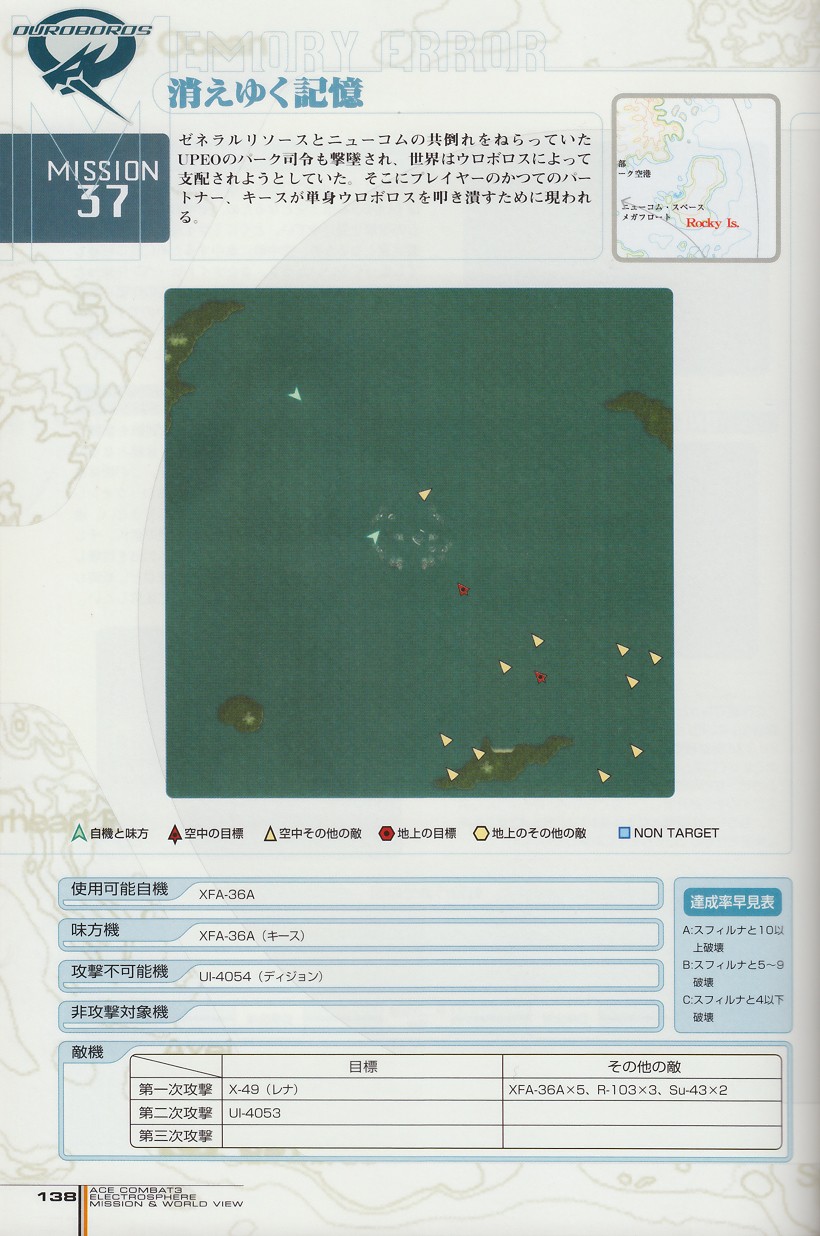 OUROBOROS
MEMORY ERROR
消えゆく記憶
MISSION
37
ゼネラルリソースとニューコムの共倒れをねらっていた
UPEOのパーク司令も撃墜され、世界はウロボロスによって
支配されようとしていた。そこにプレイヤーのかつてのパー
トナー、キースが単身ウロボロスを叩き潰すために現われ
る。
部
ーク空港
ニューコム・スペース
メガフロート
Rocky Is.
自機と味方 空中の目標 空中その他の敵 地上の目標 地上のその他の敵 NON TARGET
使用可能自機 XFA-36A
味方機 XFA-36A（キース）
攻撃不可能機 UI-4054（ディジョン）
非攻撃対象機
達成率早見表
A:スフィルナと10以
上破壊
B:スフィルナと5〜9
破壊
C:スフィルナと4以下
破壊
敵機
目標 その他の敵
第一次攻撃 X-49（レナ） XFA-36A×5、R-103×3、Su-43×2
第二次攻撃 UI-4053
第三次攻撃
138
ACE COMBAT3
ELECTROSPHERE
MISSION & WORLD VIEW